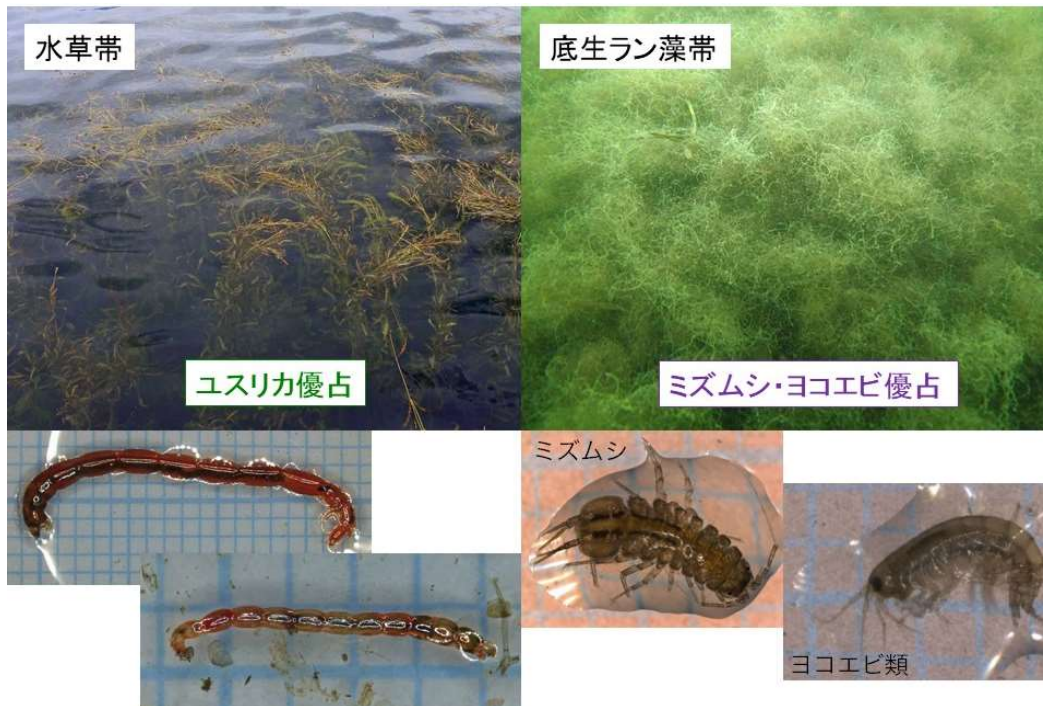 水草帯
底生ラン藻帯
ユスリカ優占
ミズムシ・ヨコエビ優占
ミズムシ
ヨコエビ類